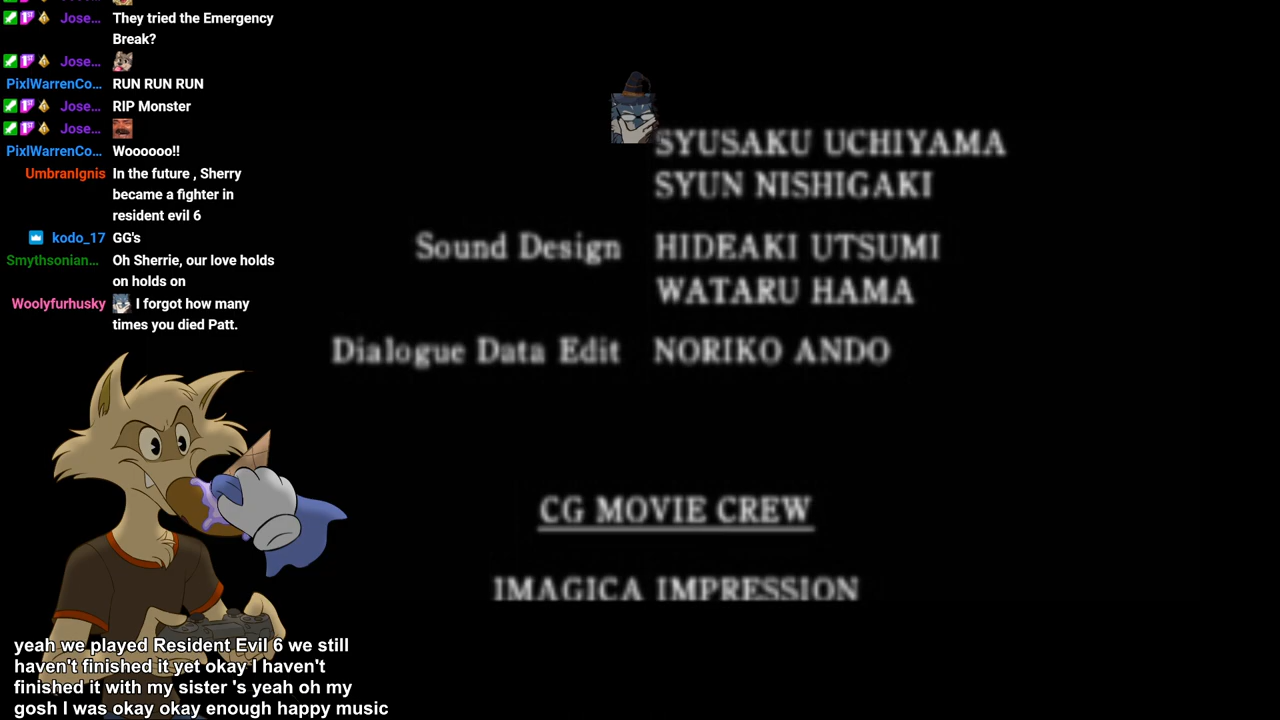 Jose...
They tried the Emergency
Break?
Jose...
PixlWarrenCo...
RUN RUN RUN
Jose...
RIP Monster
Jose...
PixlWarrenCo...
Woooooo!!
UmbranIgnis
In the future , Sherry
became a fighter in
resident evil 6
kodo_17
GG's
Smythsonian...
Oh Sherrie, our love holds
on holds on
Woolyfurhusky
I forgot how many
times you died Patt.
SYUSAKU UCHIYAMA
SYUN NISHIGAKI
Sound Design HIDEAKI UTSUMI
WATARU HAMA
Dialogue Data Edit NORIKO ANDO
CG MOVIE CREW
IMAGICA IMPRESSION
yeah we played Resident Evil 6 we still
haven't finished it yet okay I haven't
finished it with my sister 's yeah oh my
gosh I was okay okay enough happy music